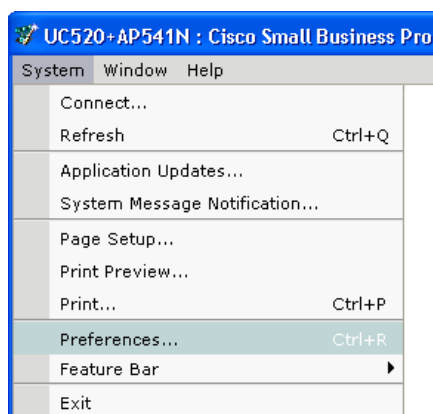 UC520+AP541N : Cisco Small Business Pro
System Window Help
Connect...
Refresh Ctrl+Q
Application Updates...
System Message Notification...
Page Setup...
Print Preview...
Print... Ctrl+P
Preferences... Ctrl+R
Feature Bar
Exit